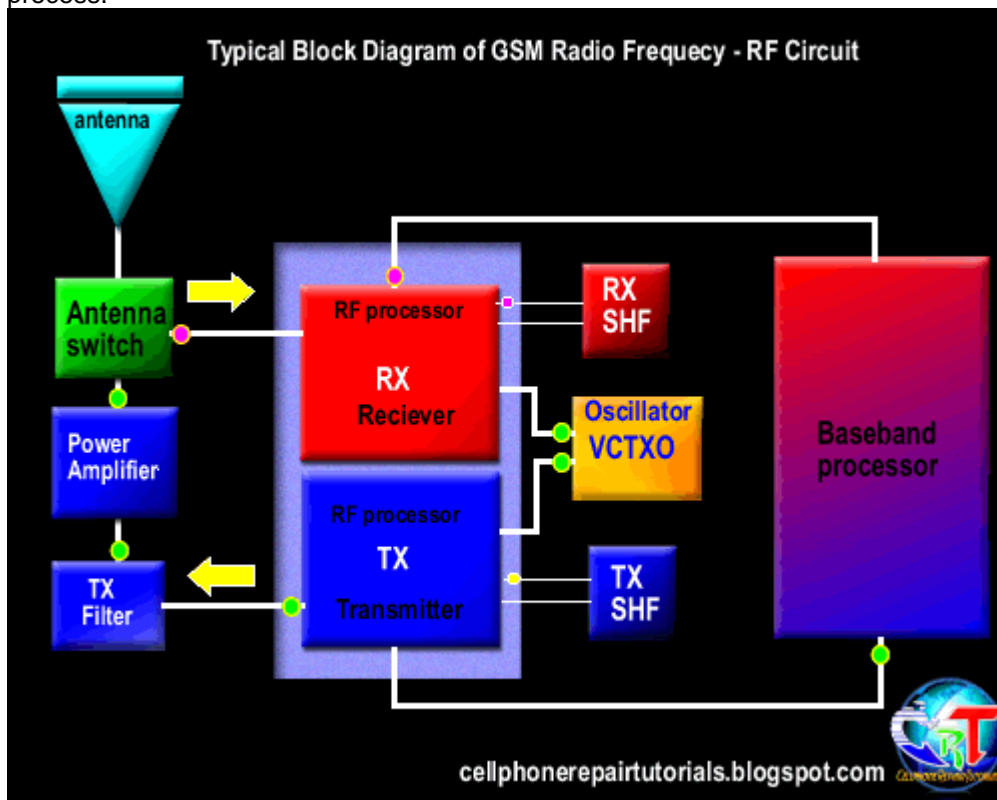 process.
Typical Block Diagram of GSM Radio Frequecy - RF Circuit
antenna
Antenna
switch
Power
Amplifier
TX
Filter
RF processor
RX
Reciever
RF processor
TX
Transmitter
RX
SHF
Oscillator
VCTXO
TX
SHF
Baseband
processor
cellphonerepairtutorials.blogspot.com